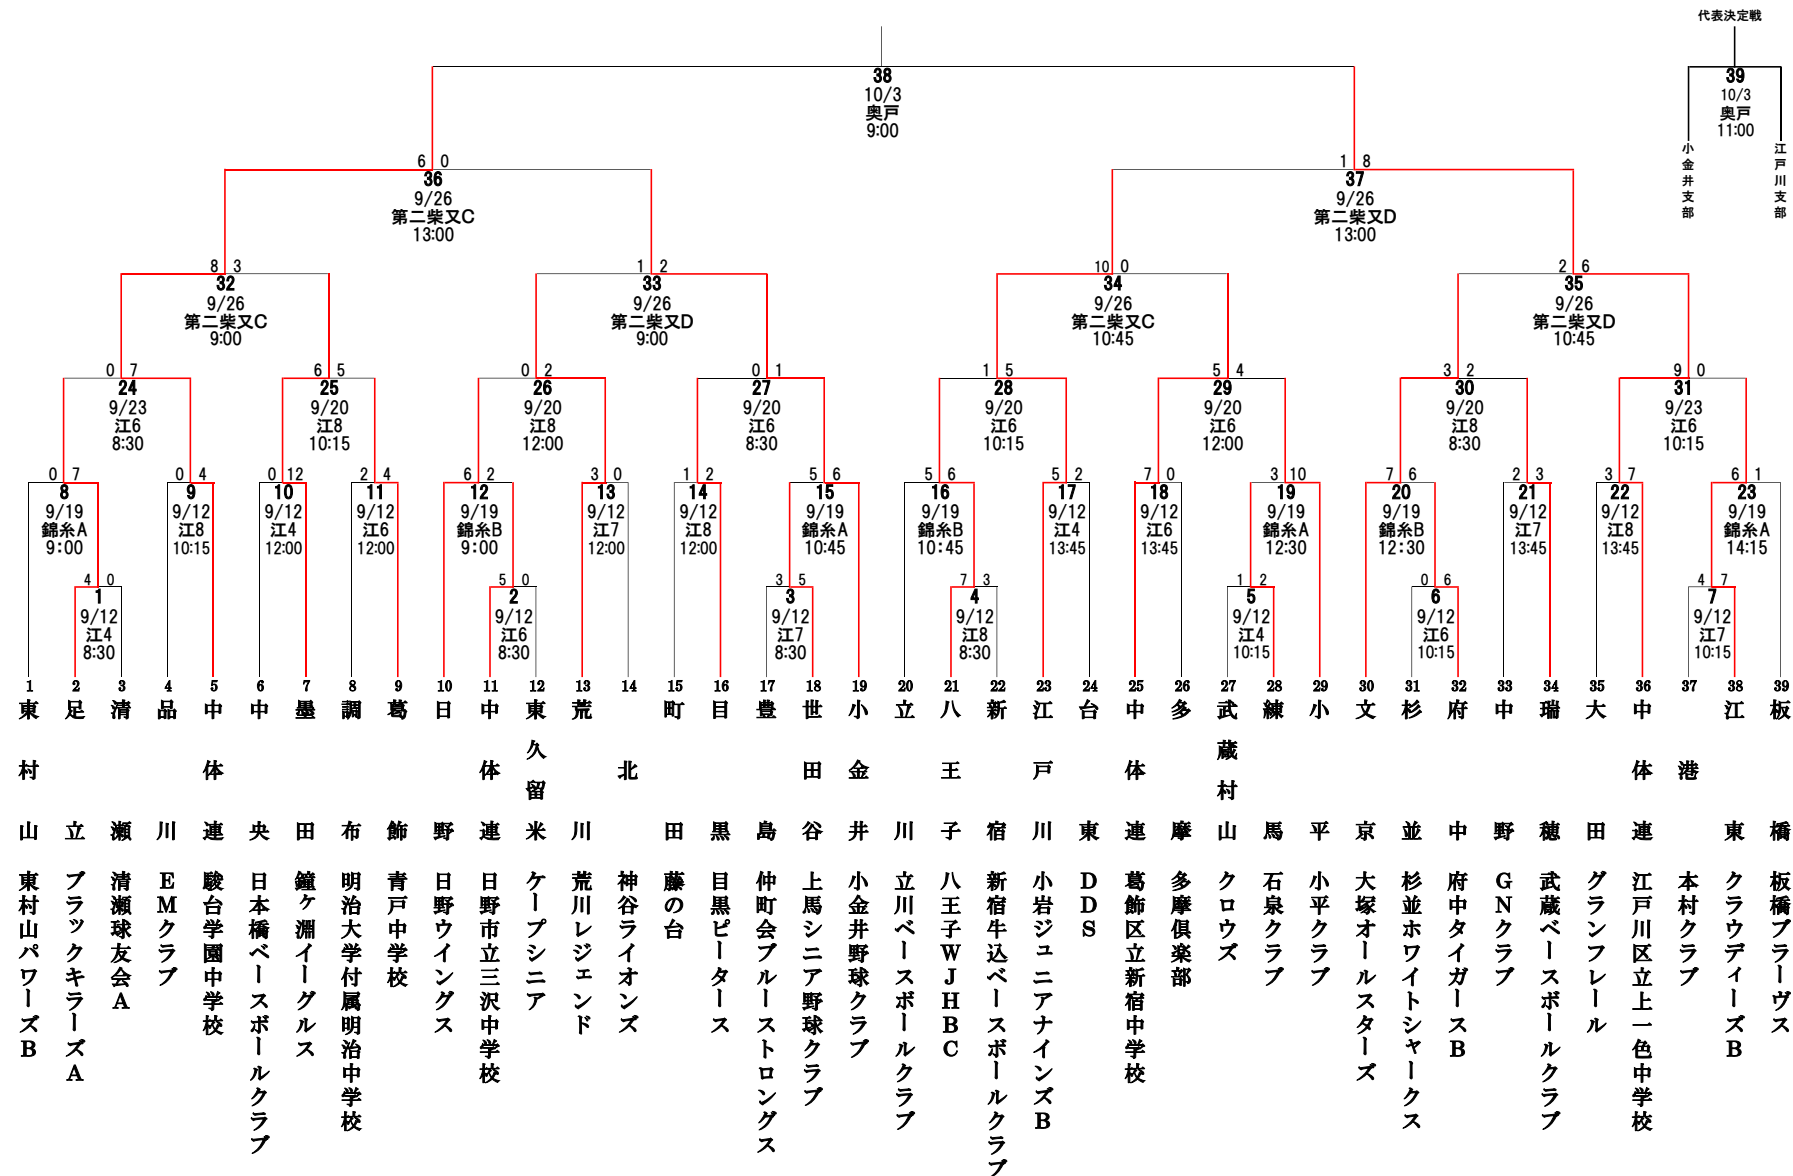 代表決定戦
38
10/3
奥戸
9:00
39
10/3
奥戸
11:00
小金井支部
江戸川支部
6 0
36
9/26
第二柴又C
13:00
1 8
37
9/26
第二柴又D
13:00
8 3
32
9/26
第二柴又C
9:00
1 2
33
9/26
第二柴又D
9:00
10 0
34
9/26
第二柴又C
10:45
2 6
35
9/26
第二柴又D
10:45
0 7
24
9/23
江6
8:30
6 5
25
9/20
江8
10:15
0 2
26
9/20
江8
12:00
0 1
27
9/20
江6
8:30
1 5
28
9/20
江6
10:15
5 4
29
9/20
江6
12:00
3 2
30
9/20
江8
8:30
9 0
31
9/23
江6
10:15
0 7
8
9/19
錦糸A
9:00
0 4
9
9/12
江8
10:15
0 12
10
9/12
江4
12:00
2 4
11
9/12
江6
12:00
6 2
12
9/19
錦糸B
9:00
3 0
13
9/12
江7
12:00
1 2
14
9/12
江8
12:00
5 6
15
9/19
錦糸A
10:45
5 6
16
9/19
錦糸B
10:45
5 2
17
9/12
江4
13:45
7 0
18
9/12
江6
13:45
3 10
19
9/19
錦糸A
12:30
7 6
20
9/19
錦糸B
12:30
2 3
21
9/12
江7
13:45
3 7
22
9/12
江8
13:45
6 1
23
9/19
錦糸A
14:15
4 0
1
9/12
江4
8:30
5 0
2
9/12
江6
8:30
3 5
3
9/12
江7
8:30
7 3
4
9/12
江8
8:30
1 2
5
9/12
江4
10:15
0 6
6
9/12
江6
10:15
4 7
7
9/12
江7
10:15
1 東村山 東村山パワーズB
2 足立 ブラックキラーズA
3 清瀬 清瀬球友会A
4 品川 EMクラブ
5 中体連 駿台学園中学校
6 中央 日本橋ベースボールクラブ
7 墨田 鐘ヶ淵イーグルス
8 調布 明治大学付属明治中学校
9 葛飾 青戸中学校
10 日野 日野ウイングス
11 中体連 日野市立三沢中学校
12 東久留米 ケープシニア
13 荒川 荒川レジェンド
14 北 神谷ライオンズ
15 町田 藤の台
16 目黒 目黒ピータース
17 豊島 仲町会ブルーストロングス
18 世田谷 上馬シニア野球クラブ
19 小金井 小金井野球クラブ
20 立川 立川ベースボールクラブ
21 八王子 八王子WJHBC
22 新宿 新宿牛込ベースボールクラブ
23 江戸川 小岩ジュニアナインズB
24 台東 DDS
25 中体連 葛飾区立新宿中学校
26 多摩 多摩倶楽部
27 武蔵村山 クロウズ
28 練馬 石泉クラブ
29 小平 小平クラブ
30 文京 大塚オールスターズ
31 杉並 杉並ホワイトシャークス
32 府中 府中タイガースB
33 中野 GNクラブ
34 瑞穂 武蔵ベースボールクラブ
35 大田 グランフレール
36 中体連 江戸川区立上一色中学校
37 港 本村クラブ
38 江東 クラウディーズB
39 板橋 板橋ブラーヴス